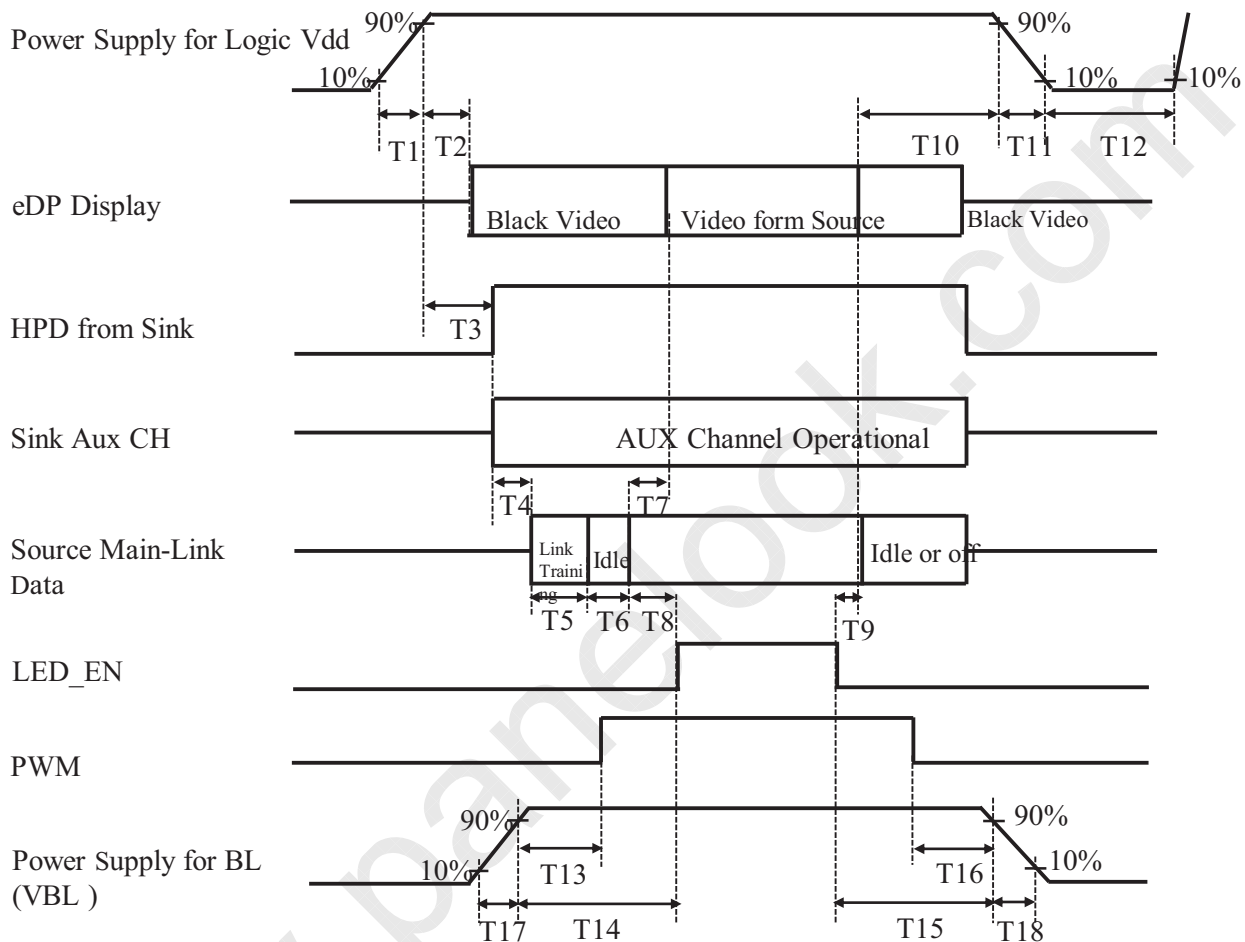 Power Supply for Logic Vdd
90%
90%
10%
10%
10%
T1
T2
T10
T11
T12
eDP Display
Black Video
Video form Source
Black Video
HPD from Sink
T3
Sink Aux CH
AUX Channel Operational
T4
T7
Source Main-Link
Data
Link
Traini
ng
Idle
Idle or off
T5
T6
T8
T9
LED_EN
PWM
Power Supply for BL
(VBL )
90%
90%
10%
10%
T13
T16
T17
T14
T15
T18
panelook.com